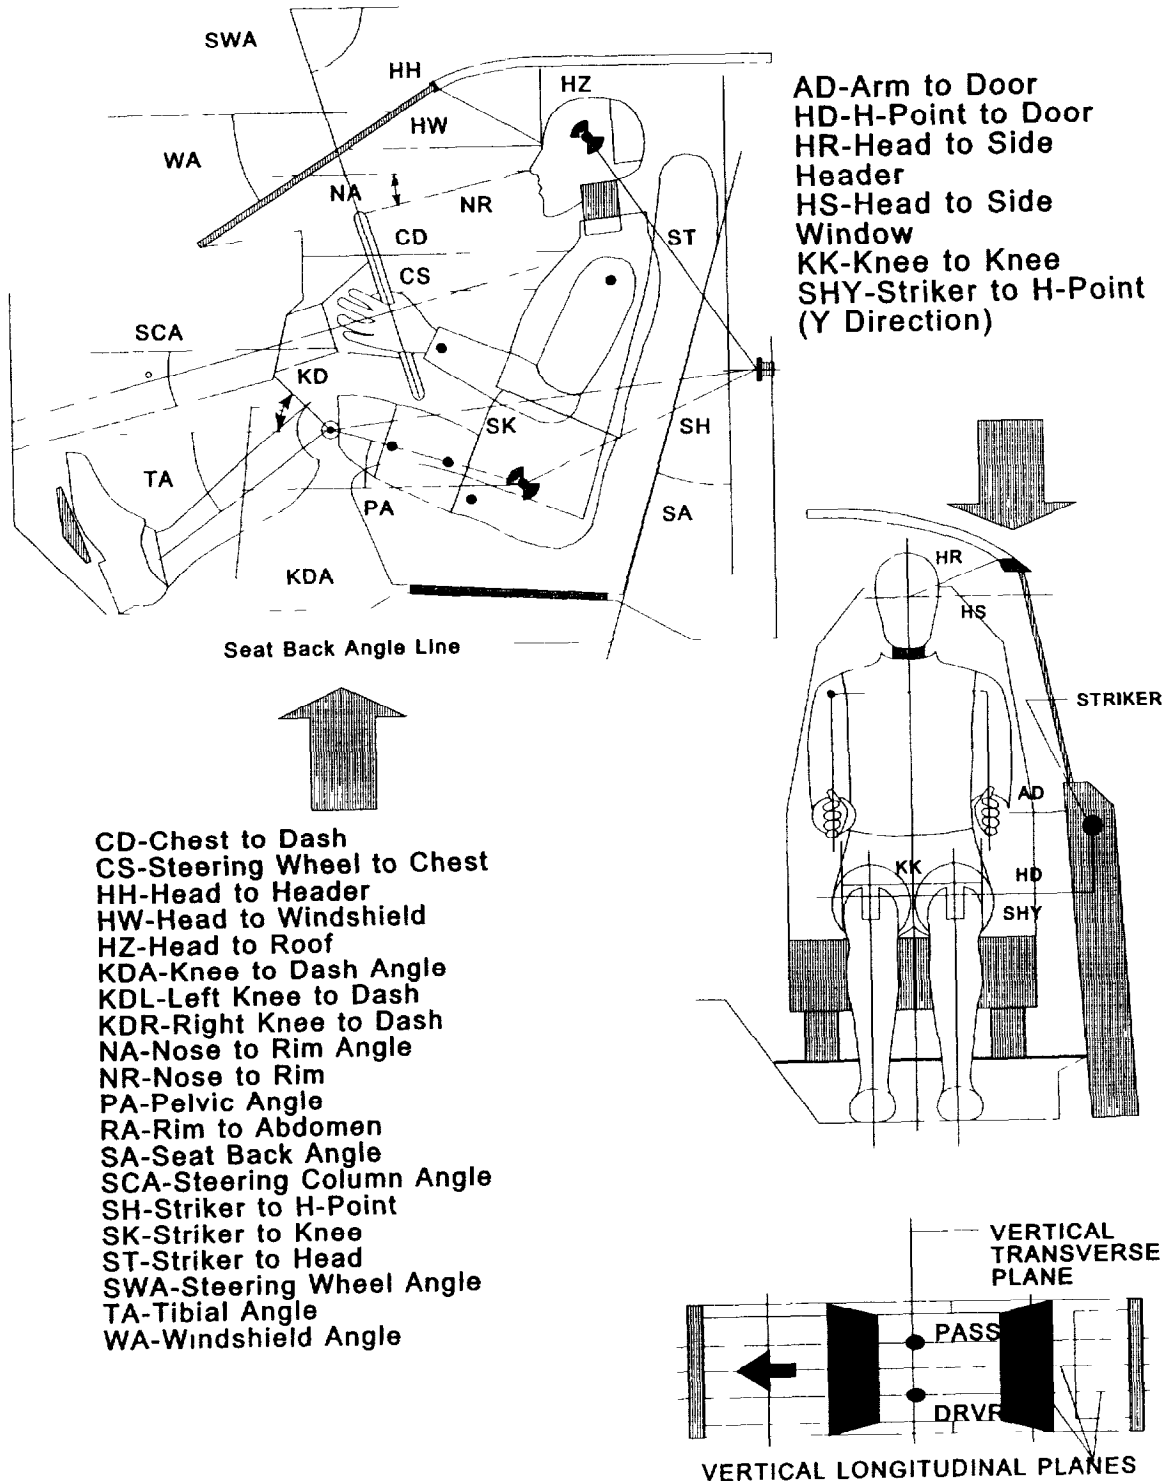 SWA
HH
HZ
HW
WA
NA
NR
CD
ST
CS
SCA
KD
SK
SH
TA
PA
SA
KDA
Seat Back Angle Line
AD-Arm to Door
HD-H-Point to Door
HR-Head to Side
Header
HS-Head to Side
Window
KK-Knee to Knee
SHY-Striker to H-Point
(Y Direction)
HR
HS
STRIKER
AD
KK
HD
SHY
CD-Chest to Dash
CS-Steering Wheel to Chest
HH-Head to Header
HW-Head to Windshield
HZ-Head to Roof
KDA-Knee to Dash Angle
KDL-Left Knee to Dash
KDR-Right Knee to Dash
NA-Nose to Rim Angle
NR-Nose to Rim
PA-Pelvic Angle
RA-Rim to Abdomen
SA-Seat Back Angle
SCA-Steering Column Angle
SH-Striker to H-Point
SK-Striker to Knee
ST-Striker to Head
SWA-Steering Wheel Angle
TA-Tibial Angle
WA-Windshield Angle
VERTICAL
TRANSVERSE
PLANE
PASS
DRVR
VERTICAL LONGITUDINAL PLANES